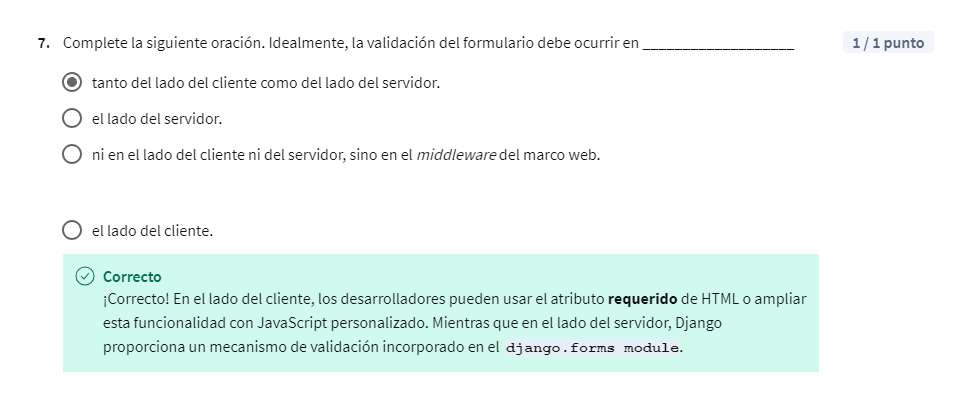 7. Complete la siguiente oración. Idealmente, la validación del formulario debe ocurrir en ___________________ 1 / 1 punto
tanto del lado del cliente como del lado del servidor.
el lado del servidor.
ni en el lado del cliente ni del servidor, sino en el middleware del marco web.
el lado del cliente.
Correcto
¡Correcto! En el lado del cliente, los desarrolladores pueden usar el atributo requerido de HTML o ampliar
esta funcionalidad con JavaScript personalizado. Mientras que en el lado del servidor, Django
proporciona un mecanismo de validación incorporado en el django.forms module.